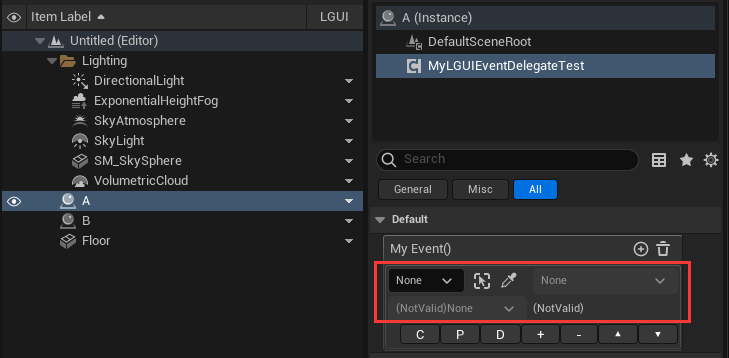 Item Label LGUI
Untitled (Editor)
Lighting
DirectionalLight
ExponentialHeightFog
SkyAtmosphere
SkyLight
SM_SkySphere
VolumetricCloud
A
B
Floor
A (Instance)
DefaultSceneRoot
MyLGUIEventDelegateTest
Search
General Misc All
Default
My Event()
None None
(NotValid)None (NotValid)
C P D + -